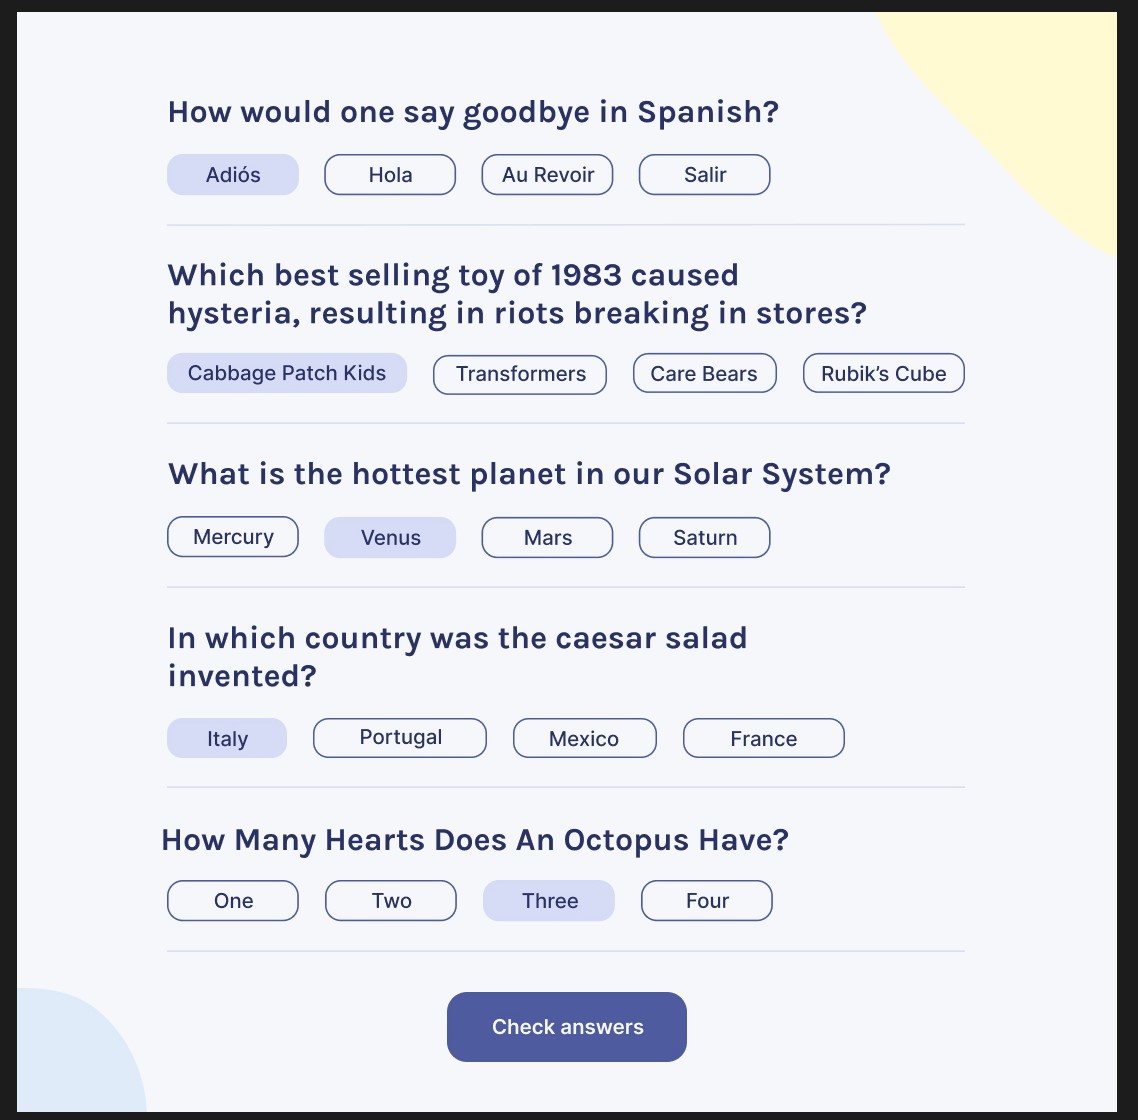 How would one say goodbye in Spanish?
Adiós Hola Au Revoir Salir
Which best selling toy of 1983 caused
hysteria, resulting in riots breaking in stores?
Cabbage Patch Kids Transformers Care Bears Rubik’s Cube
What is the hottest planet in our Solar System?
Mercury Venus Mars Saturn
In which country was the caesar salad
invented?
Italy Portugal Mexico France
How Many Hearts Does An Octopus Have?
One Two Three Four
Check answers